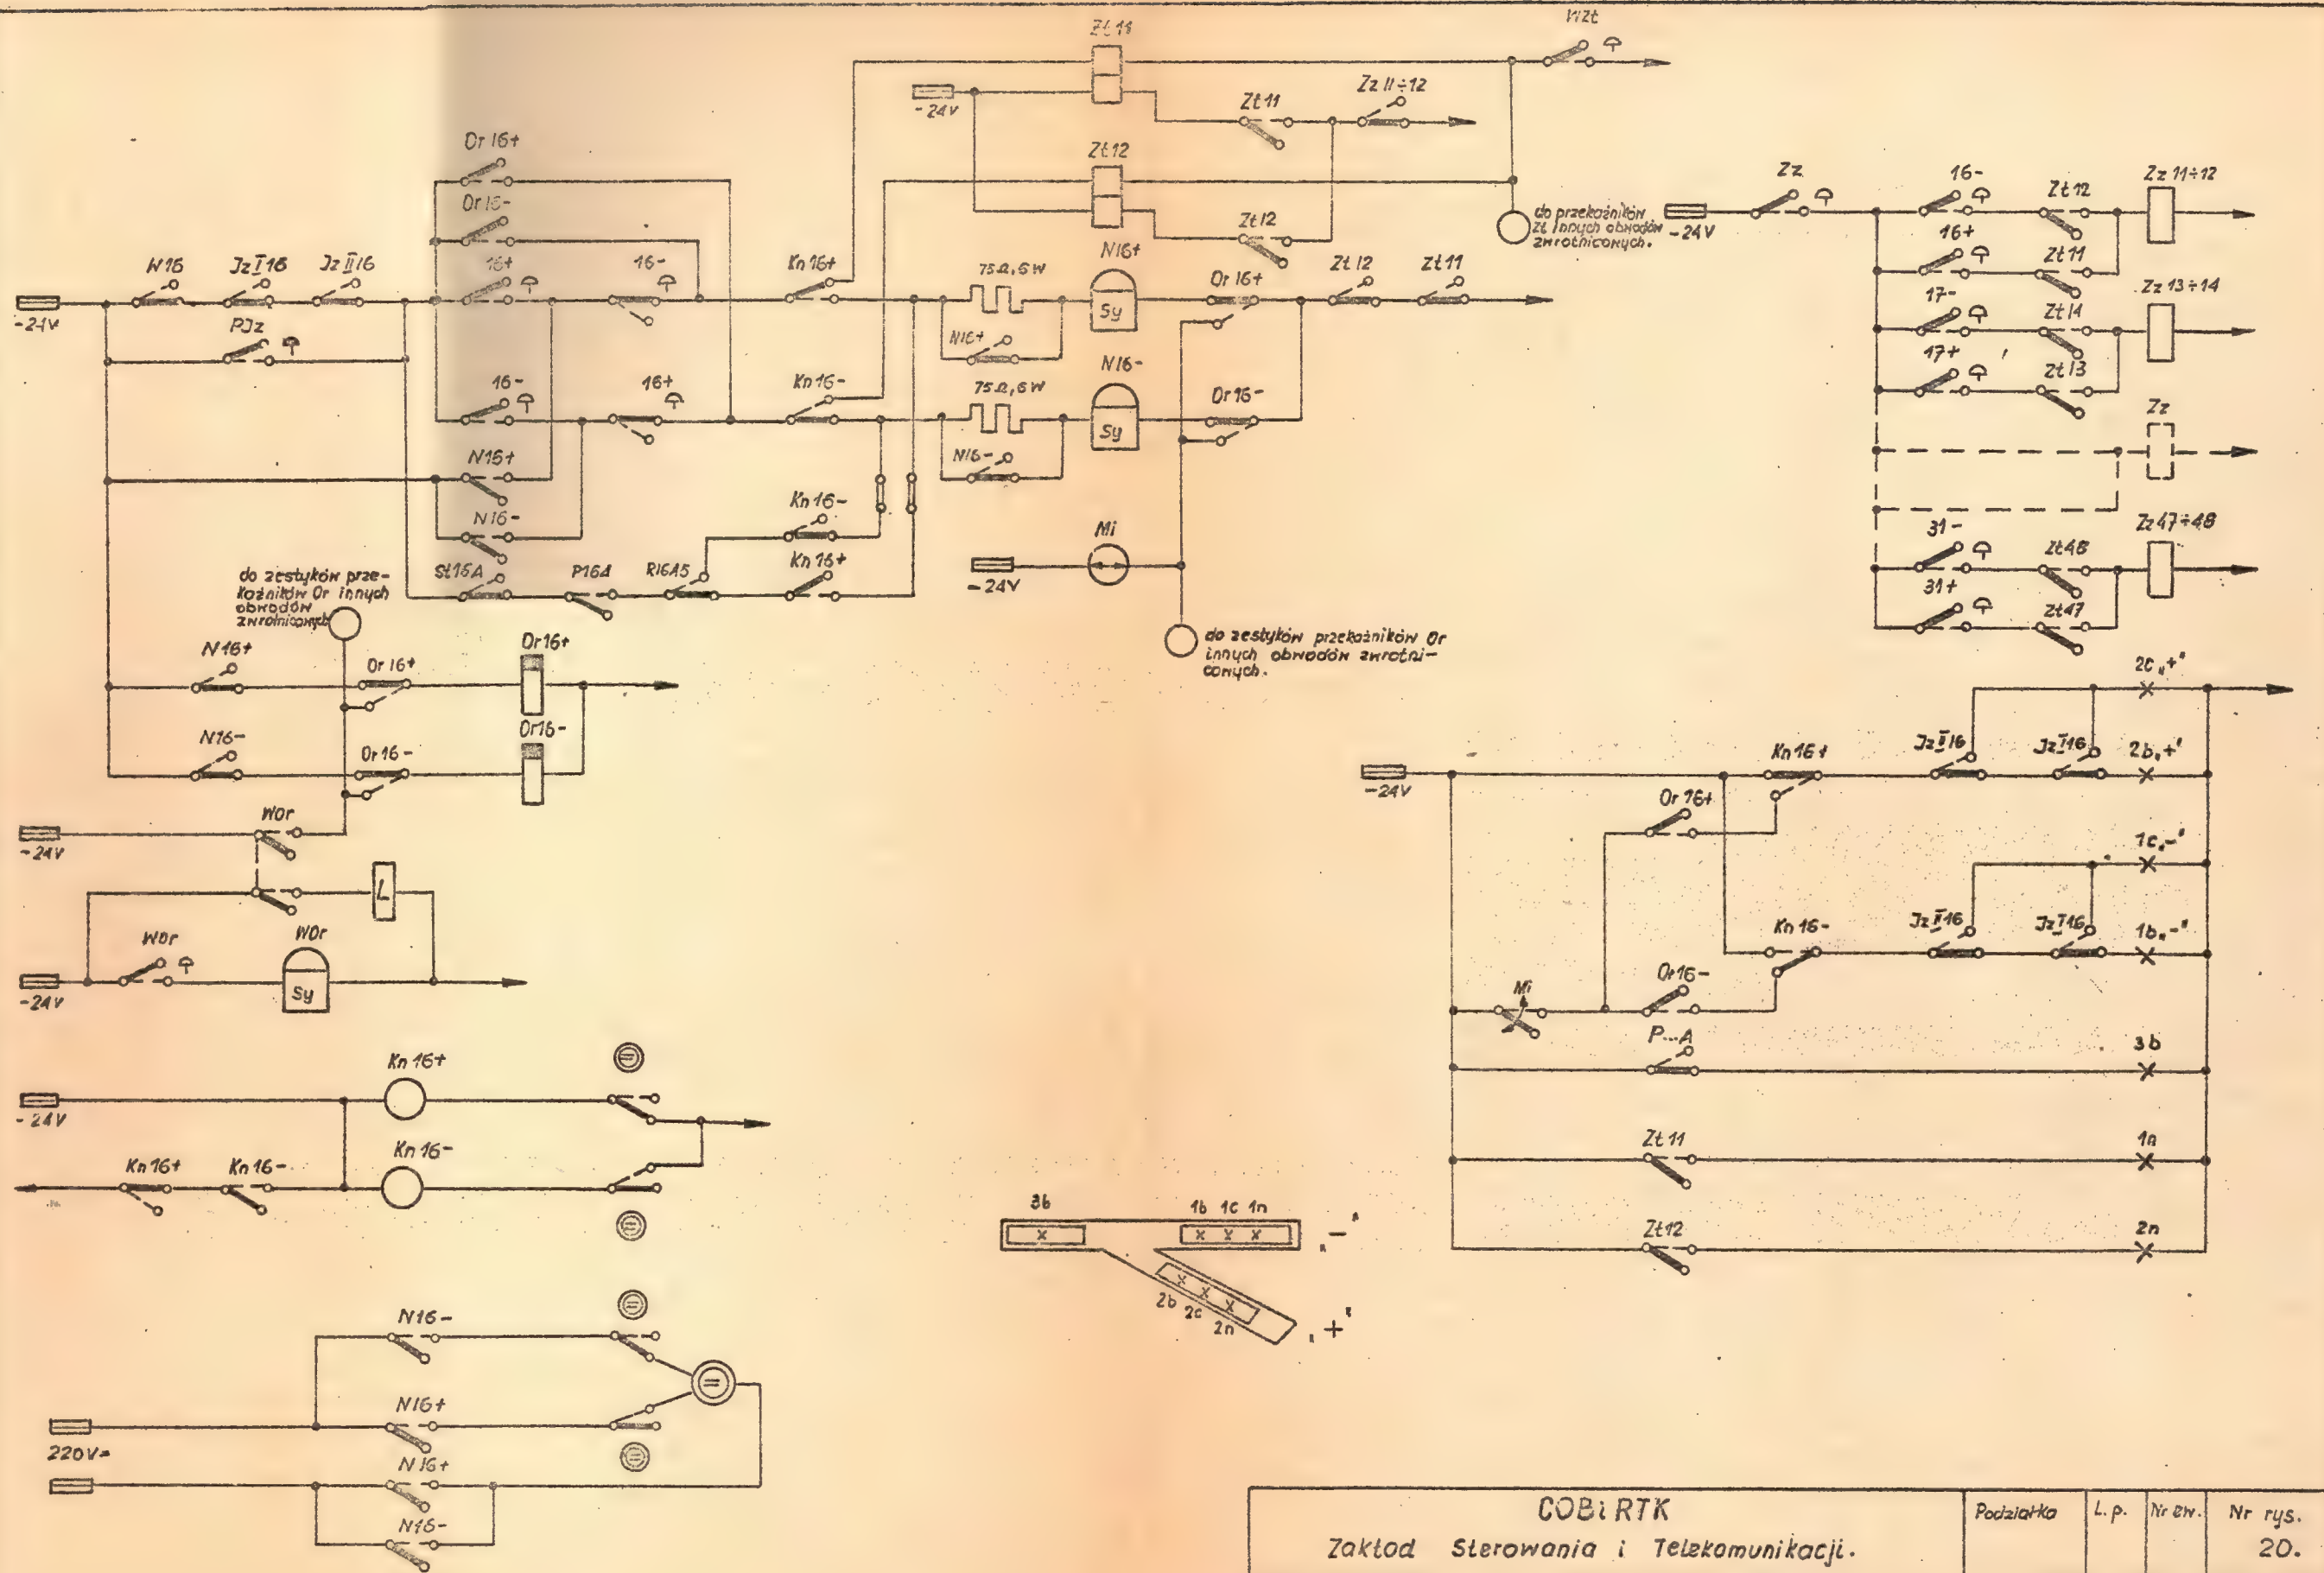 Zt 11
WZt
-24V
Zt 11
Zz 11÷12
Zt 12
Zt 12
do przekaźników
Zt innych obwodów
zwrotnicowych.
Or 16+
Or 16-
W 16
Jz I 16
Jz II 16
16+
16-
Kn 16+
75Ω, 6W
N16+
Sy
Or 16+
Zt 12
Zt 11
-24V
PJz
N16+
16-
16+
Kn 16-
75Ω, 6W
N16-
Sy
Or 16-
N16+
N16-
N16-
Kn 16-
St16A
P16A
R16A5
Kn 16+
Mi
-24V
do zestyków przekaźników Or
innych obwodów zwrotni-
cowych.
do zestyków prze-
kaźników Or innych
obwodów
zwrotnicowych
N16+
Or 16+
Or 16+
N16-
Or 16-
Or 16-
WOr
-24V
L
WOr
WOr
Sy
-24V
Kn 16+
-24V
Kn 16+
Kn 16-
Kn 16-
N16-
N16+
220V=
N16+
N16-
-24V
Zz
16-
Zt 12
Zz 11÷12
16+
Zt 11
17-
Zt 14
Zz 13÷14
17+
Zt 13
Zz
31-
Zt 48
Zz 47÷48
31+
Zt 47
2c „+"
-24V
Kn 16+
Jz II 16
Jz I 16
2b „+"
Or 16+
1c „-"
Kn 16-
Jz II 16
Jz I 16
1b „-"
Mi
Or 16-
P...A
3b
Zt 11
1n
Zt 12
2n
3b
1b 1c 1n
„-"
2b 2c 2n
„+"
COBiRTK
Zakład Sterowania i Telekomunikacji.
Podziałka
L.p.
Nr ew.
Nr rys.
20.